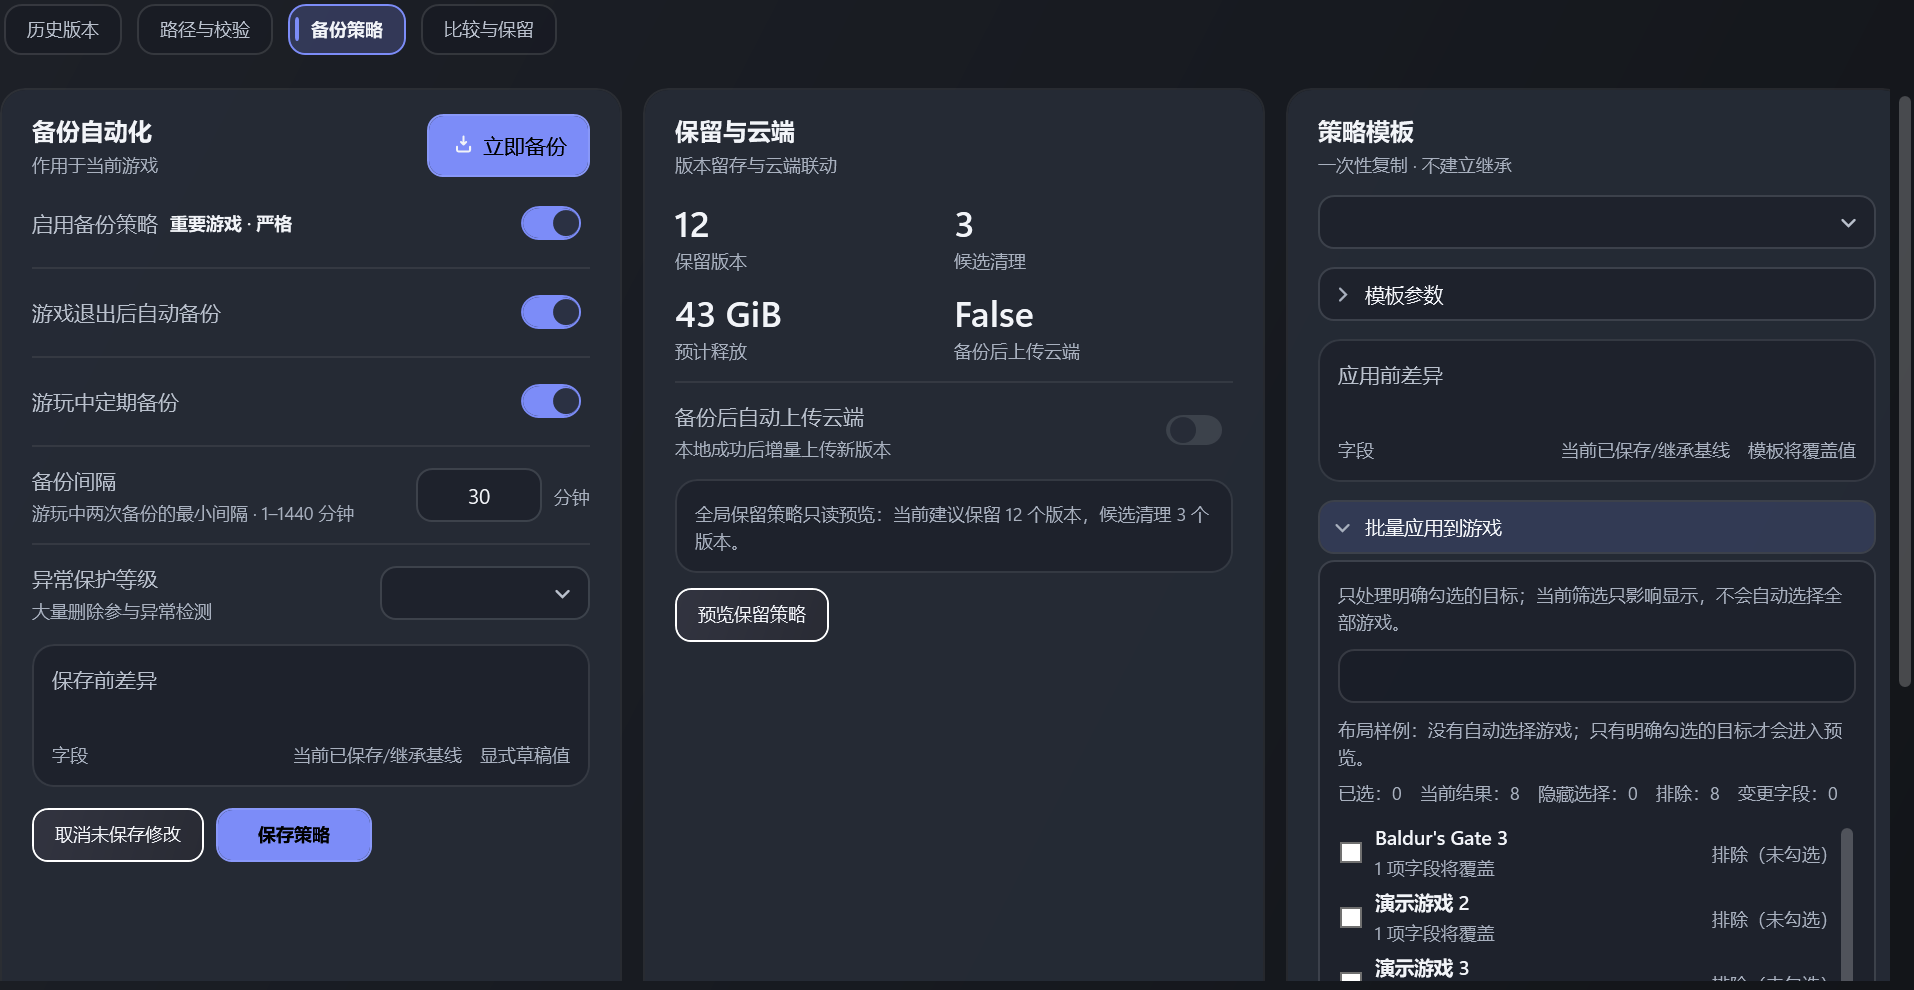 历史版本
路径与校验
备份策略
比较与保留
备份自动化
作用于当前游戏
立即备份
启用备份策略 重要游戏 · 严格
游戏退出后自动备份
游玩中定期备份
备份间隔
游玩中两次备份的最小间隔 · 1–1440 分钟
30 分钟
异常保护等级
大量删除参与异常检测
保存前差异
字段 当前已保存/继承基线 显式草稿值
取消未保存修改
保存策略
保留与云端
版本留存与云端联动
12
保留版本
3
候选清理
43 GiB
预计释放
False
备份后上传云端
备份后自动上传云端
本地成功后增量上传新版本
全局保留策略只读预览：当前建议保留 12 个版本，候选清理 3 个
版本。
预览保留策略
策略模板
一次性复制 · 不建立继承
模板参数
应用前差异
字段 当前已保存/继承基线 模板将覆盖值
批量应用到游戏
只处理明确勾选的目标；当前筛选只影响显示，不会自动选择全
部游戏。
布局样例：没有自动选择游戏；只有明确勾选的目标才会进入预
览。
已选：0 当前结果：8 隐藏选择：0 排除：8 变更字段：0
Baldur's Gate 3
1 项字段将覆盖
排除（未勾选）
演示游戏 2
1 项字段将覆盖
排除（未勾选）
演示游戏 3